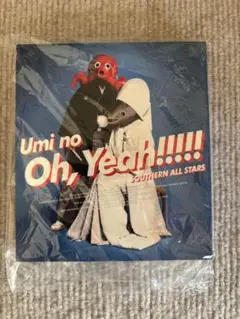 Umi no
Oh, Yeah!!!!!
SOUTHERN ALL STARS